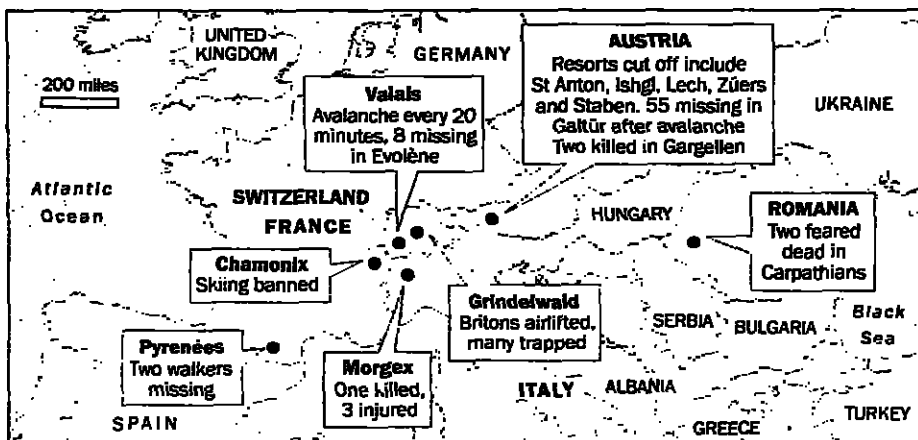 UNITED
KINGDOM
GERMANY
200 miles
Valais
Avalanche every 20
minutes, 8 missing
in Evolène
AUSTRIA
Resorts cut off include
St Anton, Ishgl, Lech, Züers
and Staben. 55 missing in
Galtür after avalanche
Two killed in Gargellen
UKRAINE
Atlantic
Ocean
SWITZERLAND
FRANCE
HUNGARY
ROMANIA
Two feared
dead in
Carpathians
Chamonix
Skiing banned
Grindelwald
Britons airlifted,
many trapped
SERBIA
BULGARIA
Black
Sea
Pyrenées
Two walkers
missing
Morgex
One killed,
3 injured
ITALY
ALBANIA
SPAIN
GREECE
TURKEY